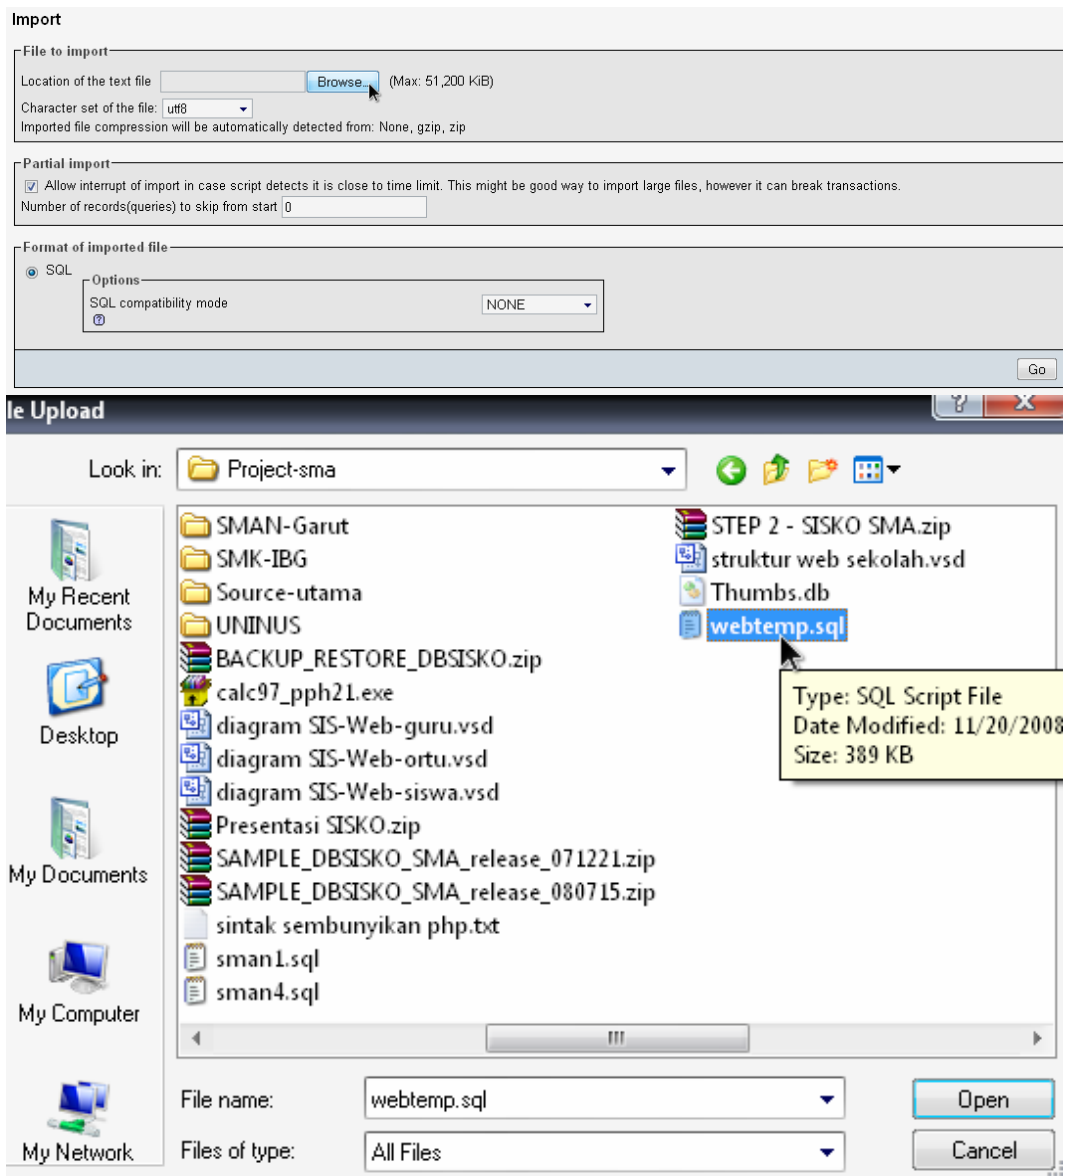 Import
File to import
Location of the text file Browse... (Max: 51,200 KiB)
Character set of the file: utf8
Imported file compression will be automatically detected from: None, gzip, zip
Partial import
Allow interrupt of import in case script detects it is close to time limit. This might be good way to import large files, however it can break transactions.
Number of records(queries) to skip from start 0
Format of imported file
SQL
Options
SQL compatibility mode NONE
?
Go
le Upload
? X
Look in: Project-sma
My Recent Documents
Desktop
My Documents
My Computer
My Network
SMAN-Garut
SMK-IBG
Source-utama
UNINUS
BACKUP_RESTORE_DBSISKO.zip
calc97_pph21.exe
diagram SIS-Web-guru.vsd
diagram SIS-Web-ortu.vsd
diagram SIS-Web-siswa.vsd
Presentasi SISKO.zip
SAMPLE_DBSISKO_SMA_release_071221.zip
SAMPLE_DBSISKO_SMA_release_080715.zip
sintak sembunyikan php.txt
sman1.sql
sman4.sql
STEP 2 - SISKO SMA.zip
struktur web sekolah.vsd
Thumbs.db
webtemp.sql
Type: SQL Script File
Date Modified: 11/20/2008
Size: 389 KB
File name: webtemp.sql Open
Files of type: All Files Cancel